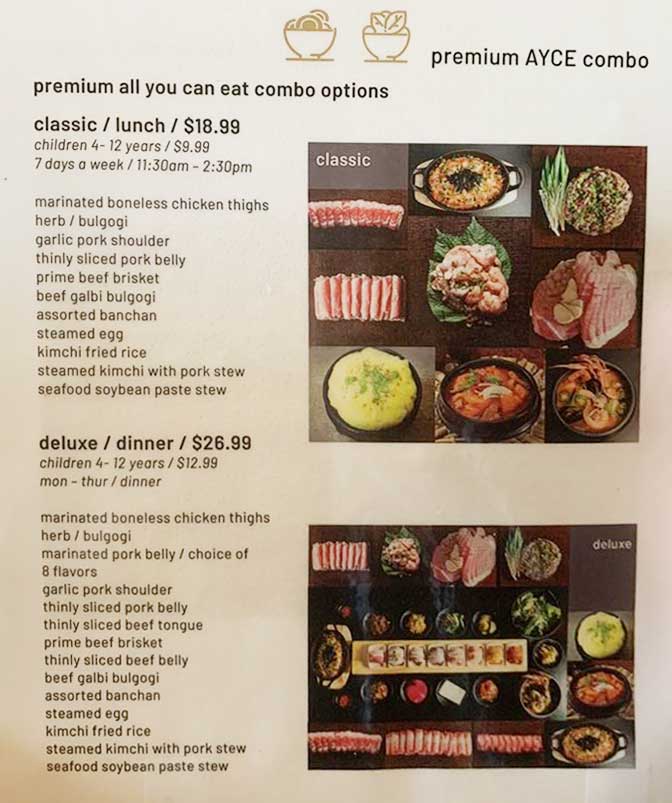 premium AYCE combo
premium all you can eat combo options
classic / lunch / $18.99
children 4- 12 years / $9.99
7 days a week / 11:30am – 2:30pm
marinated boneless chicken thighs
herb / bulgogi
garlic pork shoulder
thinly sliced pork belly
prime beef brisket
beef galbi bulgogi
assorted banchan
steamed egg
kimchi fried rice
steamed kimchi with pork stew
seafood soybean paste stew
classic
deluxe / dinner / $26.99
children 4- 12 years / $12.99
mon – thur / dinner
marinated boneless chicken thighs
herb / bulgogi
marinated pork belly / choice of
8 flavors
garlic pork shoulder
thinly sliced pork belly
thinly sliced beef tongue
prime beef brisket
thinly sliced beef belly
beef galbi bulgogi
assorted banchan
steamed egg
kimchi fried rice
steamed kimchi with pork stew
seafood soybean paste stew
deluxe